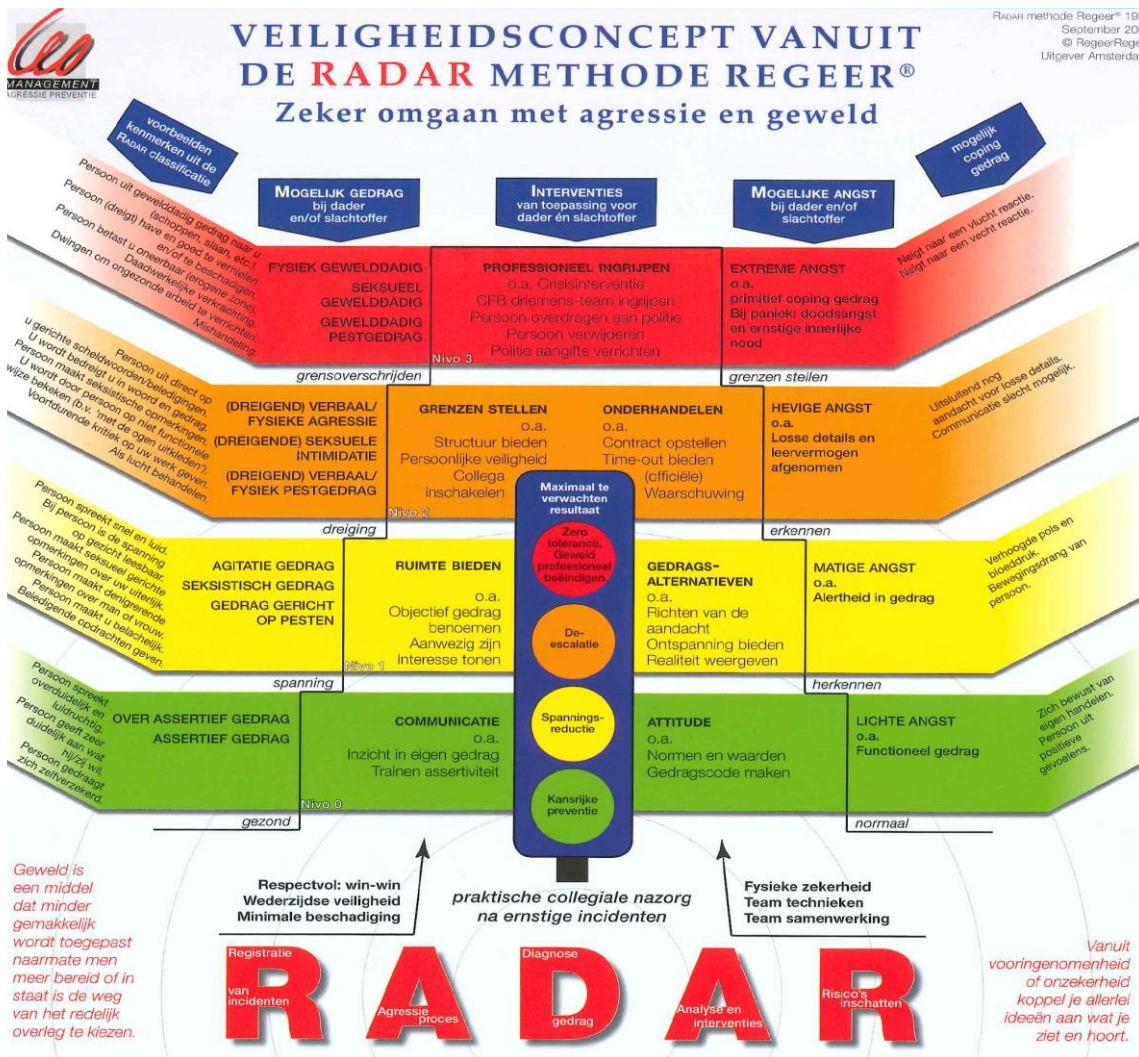 Leo
MANAGEMENT
AGRESSIE PREVENTIE
VEILIGHEIDSCONCEPT VANUIT
DE RADAR METHODE REGEER®
Zeker omgaan met agressie en geweld
RADAR methode Regeer® 19
September 20
© RegeerRege
Uitgever Amsterda
voorbeelden
kenmerken uit de
RADAR classificatie
MOGELIJK GEDRAG
bij dader
en/of slachtoffer
INTERVENTIES
van toepassing voor
dader én slachtoffer
MOGELIJKE ANGST
bij dader en/of
slachtoffer
mogelijk
coping
gedrag
Persoon uit gewelddadig gedrag naar u
(schoppen, slaan, etc.).
Persoon (dreigt) have en goed te vernielen
en/of te beschadigen.
Persoon betast u oneerbaar (erogene zone).
Daadwerkelijke verkrachting.
Dwingen om ongezonde arbeid te verrichten.
Mishandeling.
FYSIEK GEWELDDADIG
SEKSUEEL
GEWELDDADIG
GEWELDDADIG
PESTGEDRAG
Nivo 3
PROFESSIONEEL INGRIJPEN
o.a. Crisisinterventie
CFB driemens-team ingrijpen
Persoon overdragen aan politie
Persoon verwijderen
Politie aangifte verrichten
EXTREME ANGST
o.a.
primitief coping gedrag
Bij paniek: doodsangst
en ernstige innerlijke
nood
Neigt naar een vlucht reactie.
Neigt naar een vecht reactie.
grensoverschrijden
grenzen stellen
Persoon uit direct op
u gerichte scheldwoorden/beledigingen.
U wordt bedreigt u in woord en gedrag.
Persoon maakt seksistische opmerkingen.
U wordt door persoon op niet functionele
wijze bekeken (b.v. 'met de ogen uitkleden').
Voortdurende kritiek op uw werk geven.
Als lucht behandelen.
(DREIGEND) VERBAAL/
FYSIEKE AGRESSIE
(DREIGENDE) SEKSUELE
INTIMIDATIE
(DREIGEND) VERBAAL/
FYSIEK PESTGEDRAG
Nivo 2
GRENZEN STELLEN
o.a.
Structuur bieden
Persoonlijke veiligheid
Collega
inschakelen
ONDERHANDELEN
o.a.
Contract opstellen
Time-out bieden
(officiële)
Waarschuwing
HEVIGE ANGST
o.a.
Losse details en
leervermogen
afgenomen
Uitsluitend nog
aandacht voor losse details.
Communicatie slecht mogelijk.
dreiging
erkennen
Maximaal te
verwachten
resultaat
Zero
tolerance,
Geweld
professioneel
beëindigen
De-
escalatie
Spannings-
reductie
Kansrijke
preventie
Persoon spreekt snel en luid.
Bij persoon is de spanning
op gezicht leesbaar.
Persoon maakt seksueel gerichte
opmerkingen over uw uiterlijk.
Persoon maakt denigrerende
opmerkingen over man of vrouw.
Persoon maakt u belachelijk.
Beledigende opdrachten geven.
AGITATIE GEDRAG
SEKSISTISCH GEDRAG
GEDRAG GERICHT
OP PESTEN
Nivo 1
RUIMTE BIEDEN
o.a.
Objectief gedrag
benoemen
Aanwezig zijn
Interesse tonen
GEDRAGS-
ALTERNATIEVEN
o.a.
Richten van de
aandacht
Ontspanning bieden
Realiteit weergeven
MATIGE ANGST
o.a.
Alertheid in gedrag
Verhoogde pols en
bloeddruk.
Bewegingsdrang van
persoon.
spanning
herkennen
Persoon spreekt
overduidelijk en
luidruchtig.
Persoon geeft zeer
duidelijk aan wat
hij/zij wil.
Persoon gedraagt
zich zelfverzekerd.
OVER ASSERTIEF GEDRAG
ASSERTIEF GEDRAG
Nivo 0
COMMUNICATIE
o.a.
Inzicht in eigen gedrag
Trainen assertiviteit
ATTITUDE
o.a.
Normen en waarden
Gedragscode maken
LICHTE ANGST
o.a.
Functioneel gedrag
Zich bewust van
eigen handelen.
Persoon uit
positieve
gevoelens.
gezond
normaal
Respectvol: win-win
Wederzijdse veiligheid
Minimale beschadiging
praktische collegiale nazorg
na ernstige incidenten
Fysieke zekerheid
Team technieken
Team samenwerking
Geweld is
een middel
dat minder
gemakkelijk
wordt toegepast
naarmate men
meer bereid of in
staat is de weg
van het redelijk
overleg te kiezen.
RADAR
Registratie
van
incidenten
Agressie
proces
Diagnose
gedrag
Analyse en
interventies
Risico's
inschatten
Vanuit
vooringenomenheid
of onzekerheid
koppel je allerlei
ideeën aan wat je
ziet en hoort.